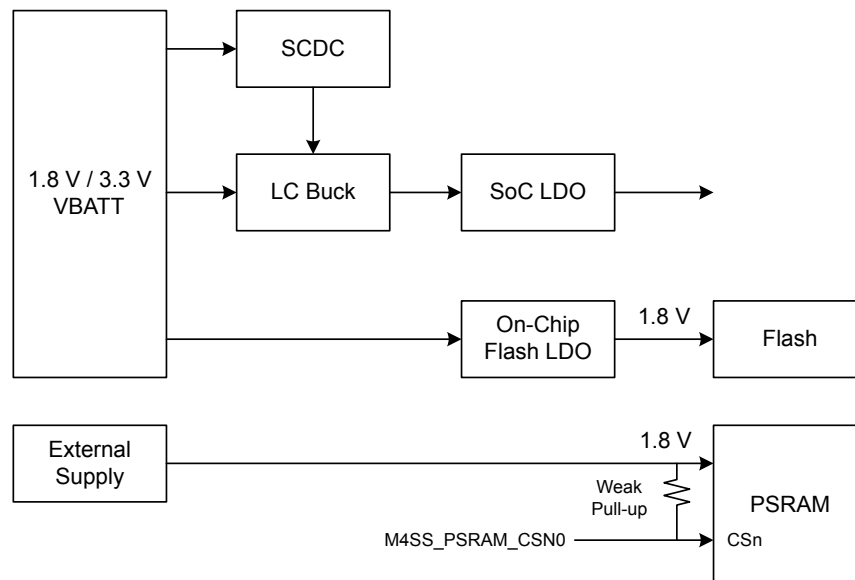 SCDC
1.8 V / 3.3 V
VBATT
LC Buck
SoC LDO
On-Chip
Flash LDO
1.8 V
Flash
External
Supply
1.8 V
Weak
Pull-up
PSRAM
M4SS_PSRAM_CSN0
CSn